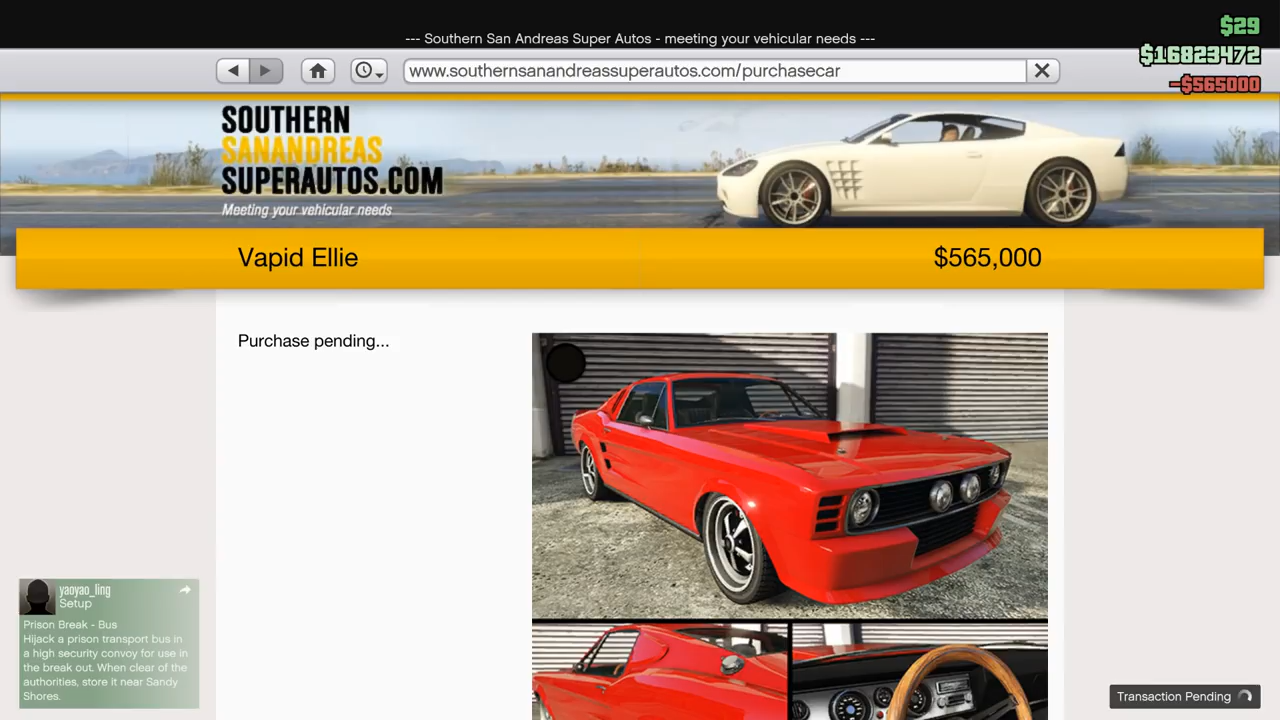 --- Southern San Andreas Super Autos - meeting your vehicular needs ---
$29
$16823472
-$565000
www.southernsanandreassuperautos.com/purchasecar
SOUTHERN
SANANDREAS
SUPERAUTOS.COM
Meeting your vehicular needs
Vapid Ellie
$565,000
Purchase pending...
yaoyao_ling
Setup
Prison Break - Bus
Hijack a prison transport bus in
a high security convoy for use in
the break out. When clear of the
authorities, store it near Sandy
Shores.
Transaction Pending